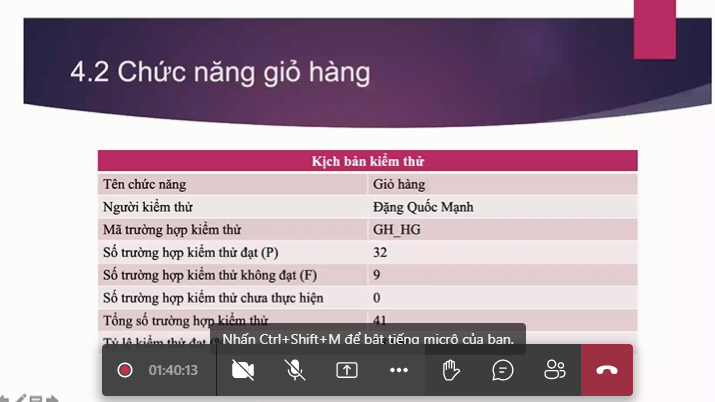 4.2 Chức năng giỏ hàng
Kịch bản kiểm thử
Tên chức năng Giỏ hàng
Người kiểm thử Đặng Quốc Mạnh
Mã trường hợp kiểm thử GH_HG
Số trường hợp kiểm thử đạt (P) 32
Số trường hợp kiểm thử không đạt (F) 9
Số trường hợp kiểm thử chưa thực hiện 0
Tổng số trường hợp kiểm thử 41
Nhấn Ctrl+Shift+M để bật tiếng micrô của bạn.
Tỷ lệ kiểm thử đạt
01:40:13